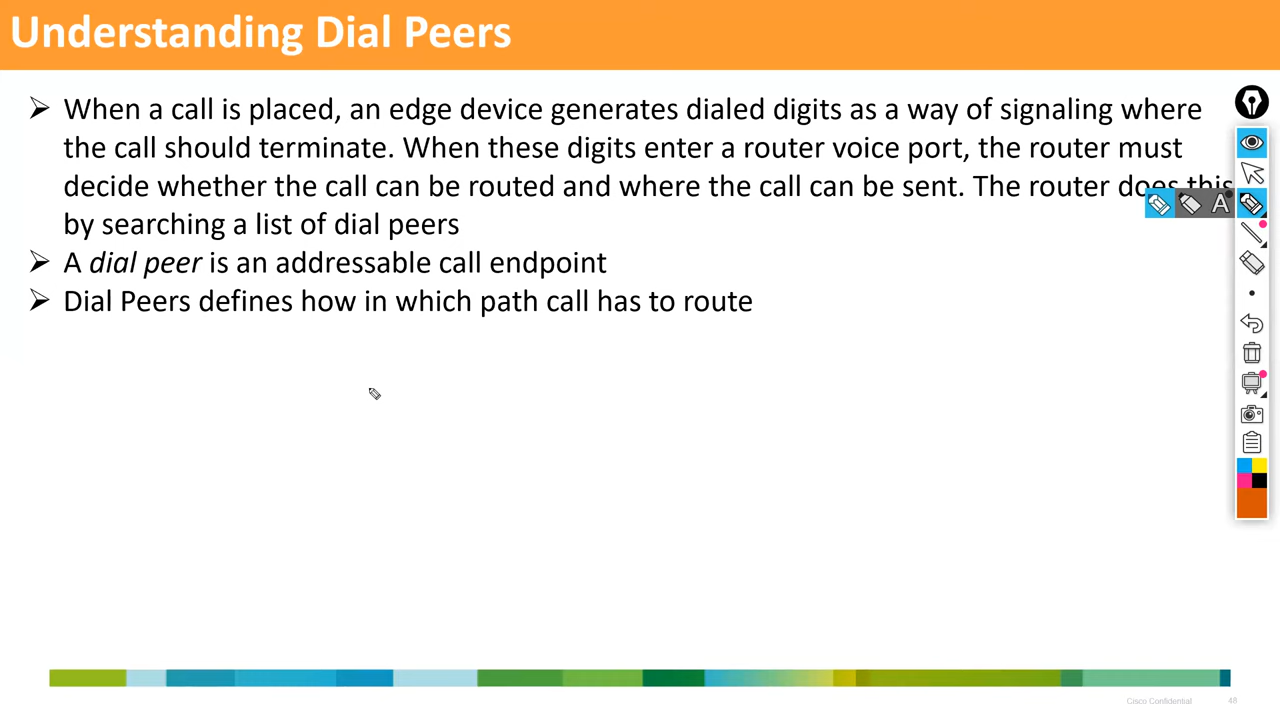 Understanding Dial Peers
When a call is placed, an edge device generates dialed digits as a way of signaling where
the call should terminate. When these digits enter a router voice port, the router must
decide whether the call can be routed and where the call can be sent. The router does this
by searching a list of dial peers
A dial peer is an addressable call endpoint
Dial Peers defines how in which path call has to route
A
Cisco Confidential
48